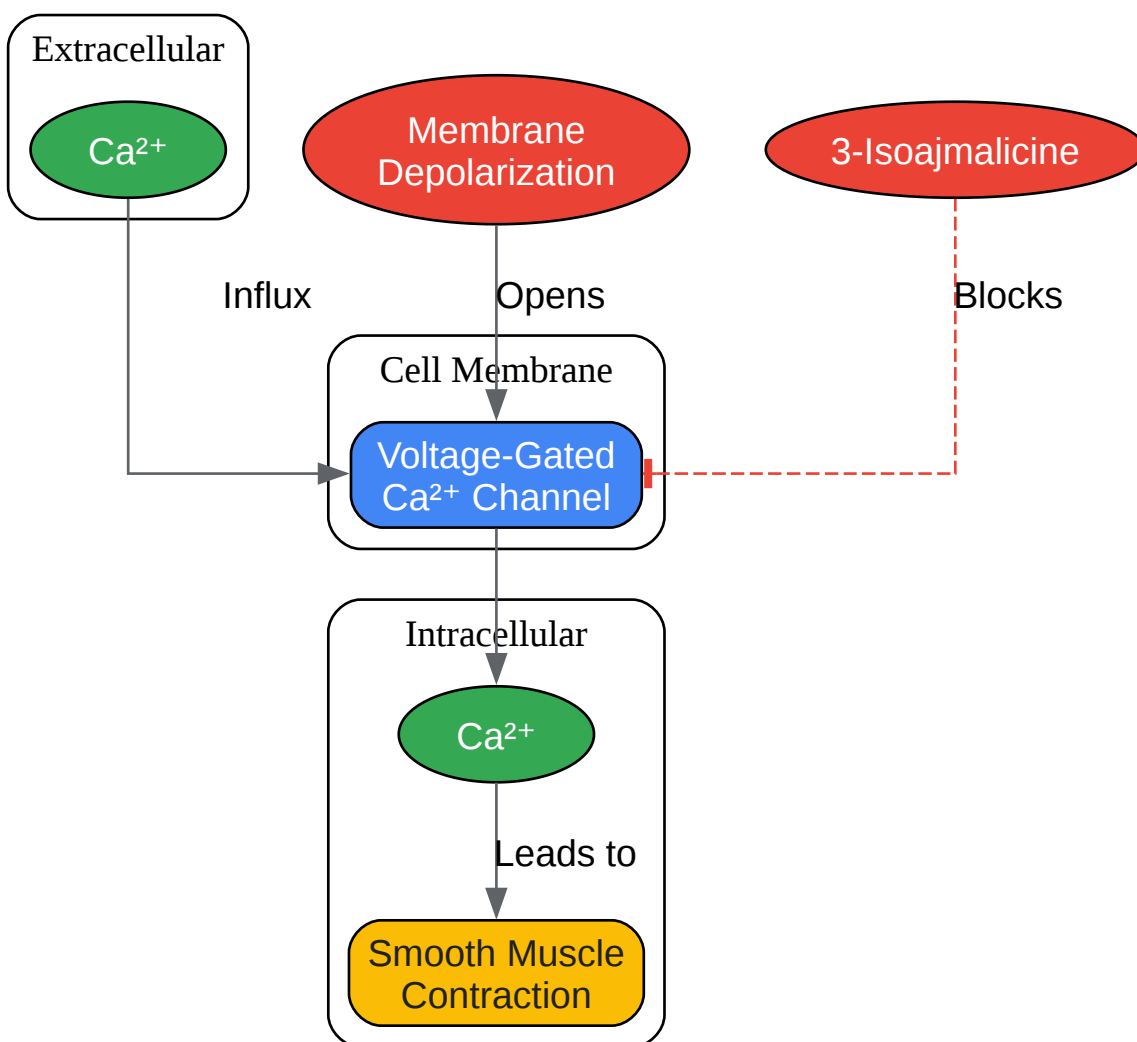 Extracellular
Ca²⁺
Membrane
Depolarization
3-Isoajmalicine
Influx
Opens
Blocks
Cell Membrane
Voltage-Gated
Ca²⁺ Channel
Intracellular
Ca²⁺
Leads to
Smooth Muscle
Contraction